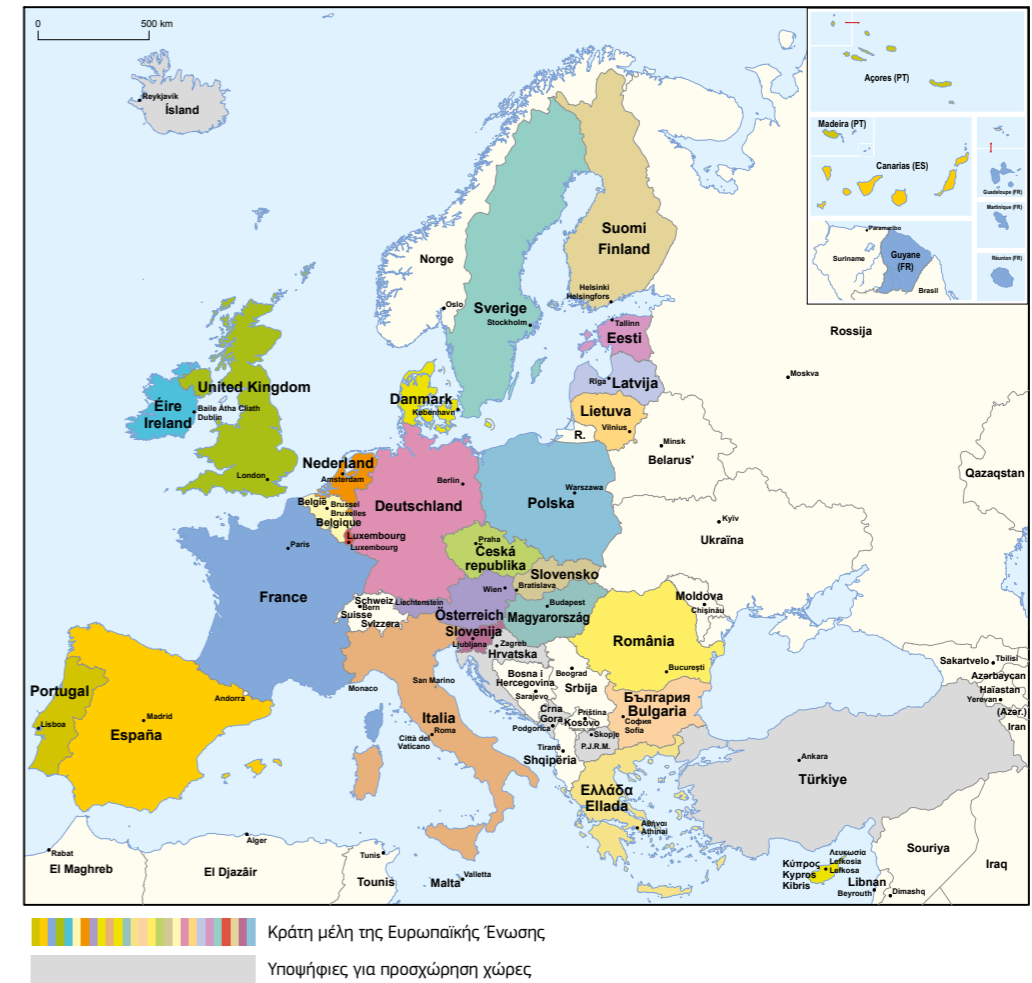 0 500 km
Reykjavík
Ísland
Açores (PT)
Madeira (PT)
Canarias (ES)
Guadeloupe (FR)
Martinique (FR)
Réunion (FR)
Paramaribo
Suriname
Guyane
(FR)
Brasil
Norge
Oslo
Suomi
Finland
Helsinki
Helsingfors
Sverige
Stockholm
Tallinn
Eesti
Rīga
Latvija
Lietuva
Vilnius
R.
Rossija
Moskva
Minsk
Belarus'
Qazaqstan
United Kingdom
Éire
Ireland
Baile Átha Cliath
Dublin
London
Danmark
København
Nederland
Amsterdam
België
Brussel
Bruxelles
Belgique
Luxembourg
Luxembourg
Berlin
Deutschland
Warszawa
Polska
Kyïv
Ukraïna
Praha
Česká
republika
Slovensko
Bratislava
Wien
Österreich
Budapest
Magyarország
Moldova
Chișinău
Paris
France
Schweiz
Bern
Suisse
Svizzera
Liechtenstein
Slovenija
Ljubljana
Zagreb
Hrvatska
România
București
Bosna i
Hercegovina
Sarajevo
Beograd
Srbija
Crna
Gora
Podgorica
Priština
Kosovo
Skopje
P.J.R.M.
Tiranë
Shqipëria
България
Bulgaria
София
Sofia
Sakartvelo
Tbilisi
Azərbaycan
Haïastan
Yerevan
(Azər.)
Iran
Portugal
Lisboa
Madrid
España
Andorra
Monaco
San Marino
Italia
Roma
Città del
Vaticano
Ελλάδα
Ellada
Αθήναι
Athinai
Ankara
Türkiye
Κύπρος
Kypros
Kibris
Λευκωσία
Lefkosia
Lefkosa
Souriya
Iraq
Libnan
Beyrouth
Dimashq
Rabat
El Maghreb
Alger
El Djazâir
Tunis
Tounis
Malta
Valletta
Κράτη μέλη της Ευρωπαϊκής Ένωσης
Υποψήφιες για προσχώρηση χώρες